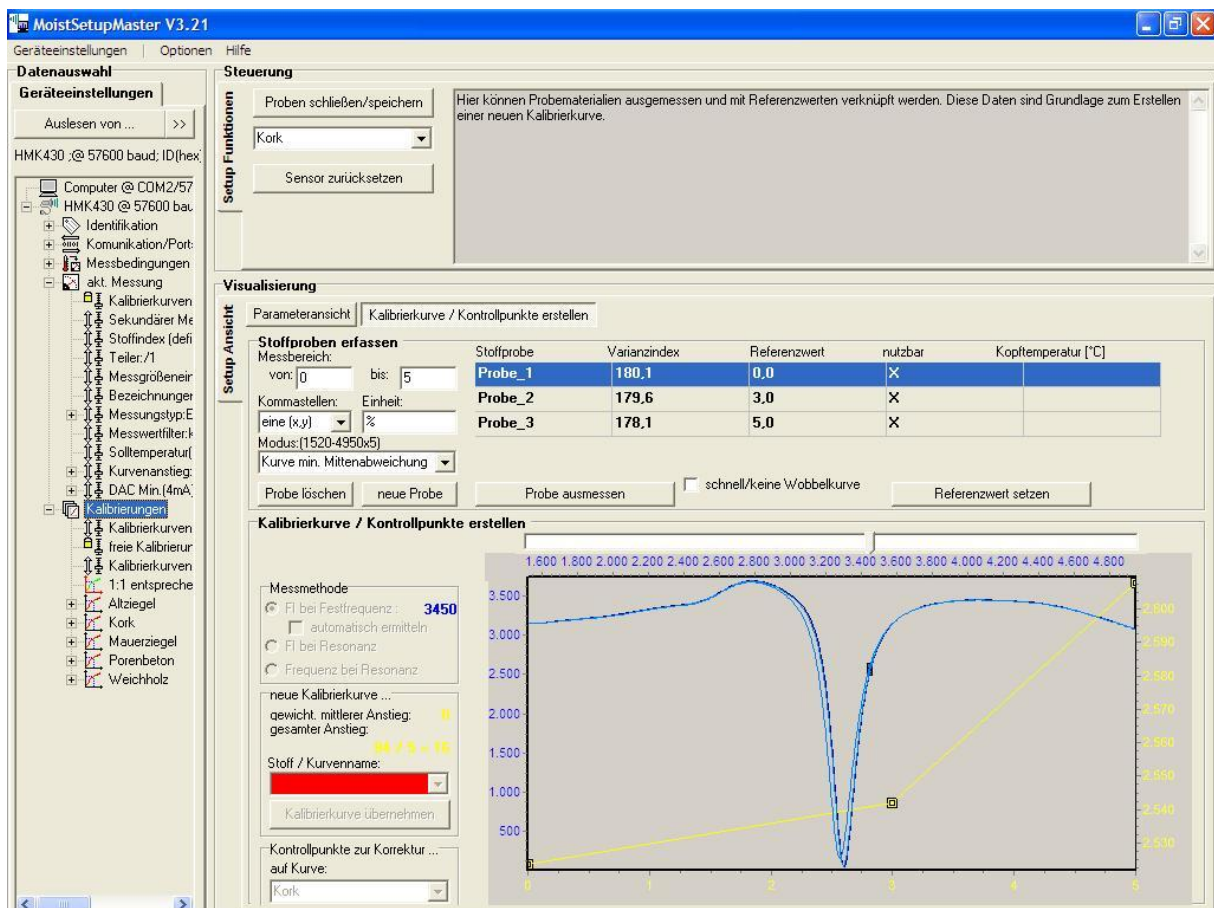 MoistSetupMaster V3.21
Geräteeinstellungen | Optionen Hilfe
Datenauswahl
Geräteeinstellungen
Auslesen von ... >>
HMK430 ;@ 57600 baud; ID(hex)
Computer @ COM2/57
HMK430 @ 57600 bau
Identifikation
Komunikation/Port
Messbedingungen
akt. Messung
Kalibrierkurven
Sekundärer Me
Stoffindex (defi
Teiler:/1
Messgrößeneir
Bezeichnunger
Messungstyp:E
Messwertfilter:k
Solltemperatur(
Kurvenanstieg:
DAC Min.(4mA)
Kalibrierungen
Kalibrierkurven
freie Kalibrierur
Kalibrierkurven
1:1 entspreche
Altziegel
Kork
Mauerziegel
Porenbeton
Weichholz
Steuerung
Setup Funktionen
Proben schließen/speichern
Kork
Sensor zurücksetzen
Hier können Probematerialien ausgemessen und mit Referenzwerten verknüpft werden. Diese Daten sind Grundlage zum Erstellen
einer neuen Kalibrierkurve.
Visualisierung
Setup Ansicht
Parameteransicht Kalibrierkurve / Kontrollpunkte erstellen
Stoffproben erfassen
Messbereich:
von: 0 bis: 5
Kommastellen: Einheit:
eine (x,y) %
Modus:(1520-4950x5)
Kurve min. Mittenabweichung
Stoffprobe Varianzindex Referenzwert nutzbar Kopftemperatur [°C]
Probe_1 180,1 0,0 X
Probe_2 179,6 3,0 X
Probe_3 178,1 5,0 X
Probe löschen neue Probe Probe ausmessen schnell/keine Wobbelkurve Referenzwert setzen
Kalibrierkurve / Kontrollpunkte erstellen
Messmethode
FI bei Festfrequenz : 3450
automatisch ermitteln
FI bei Resonanz
Frequenz bei Resonanz
neue Kalibrierkurve ...
gewicht. mittlerer Anstieg:
gesamter Anstieg:
Stoff / Kurvenname:
Kalibrierkurve übernehmen
Kontrollpunkte zur Korrektur ...
auf Kurve:
Kork
1.600 1.800 2.000 2.200 2.400 2.600 2.800 3.000 3.200 3.400 3.600 3.800 4.000 4.200 4.400 4.600 4.800
3.500
3.000
2.500
2.000
1.500
1.000
500
2.600
2.590
2.580
2.570
2.560
2.550
2.540
2.530
0 1 2 3 4 5